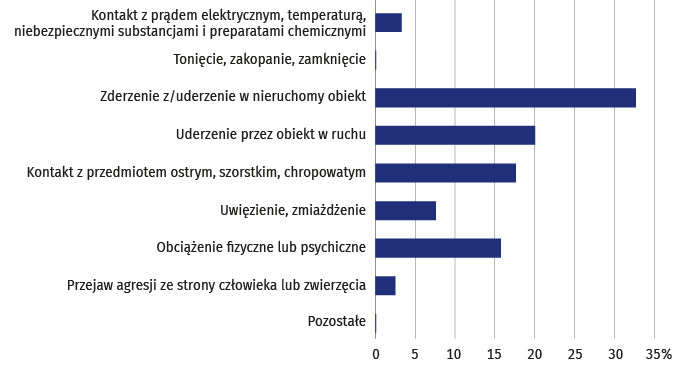 Kontakt z prądem elektrycznym, temperaturą,
niebezpiecznymi substancjami i preparatami chemicznymi
Tonięcie, zakopanie, zamknięcie
Zderzenie z/uderzenie w nieruchomy obiekt
Uderzenie przez obiekt w ruchu
Kontakt z przedmiotem ostrym, szorstkim, chropowatym
Uwięzienie, zmiażdżenie
Obciążenie fizyczne lub psychiczne
Przejaw agresji ze strony człowieka lub zwierzęcia
Pozostałe
0 5 10 15 20 25 30 35%